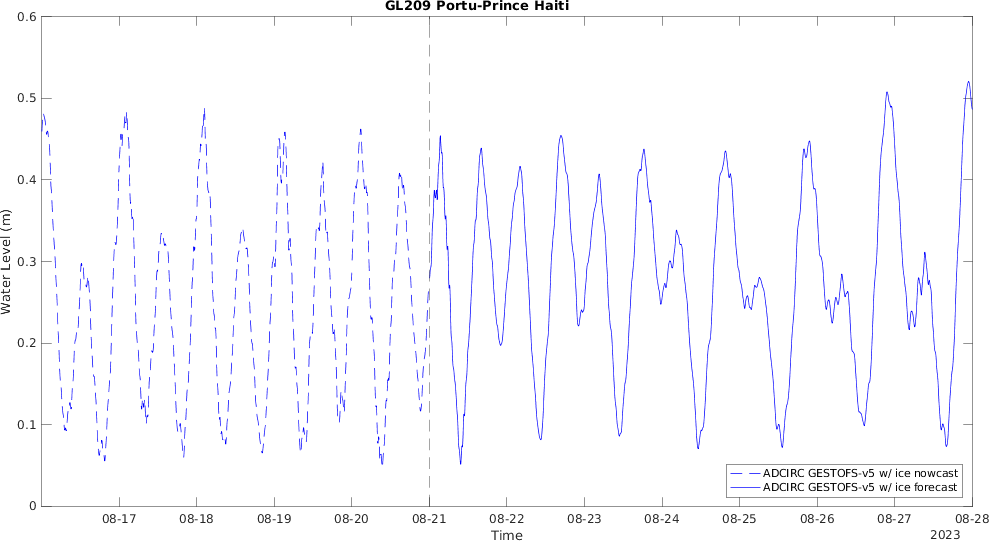 GL209 Portu-Prince Haiti
0.6
0.5
0.4
0.3
0.2
0.1
0
Water Level (m)
08-17 08-18 08-19 08-20 08-21 08-22 08-23 08-24 08-25 08-26 08-27 08-28
Time
2023
ADCIRC GESTOFS-v5 w/ ice nowcast
ADCIRC GESTOFS-v5 w/ ice forecast